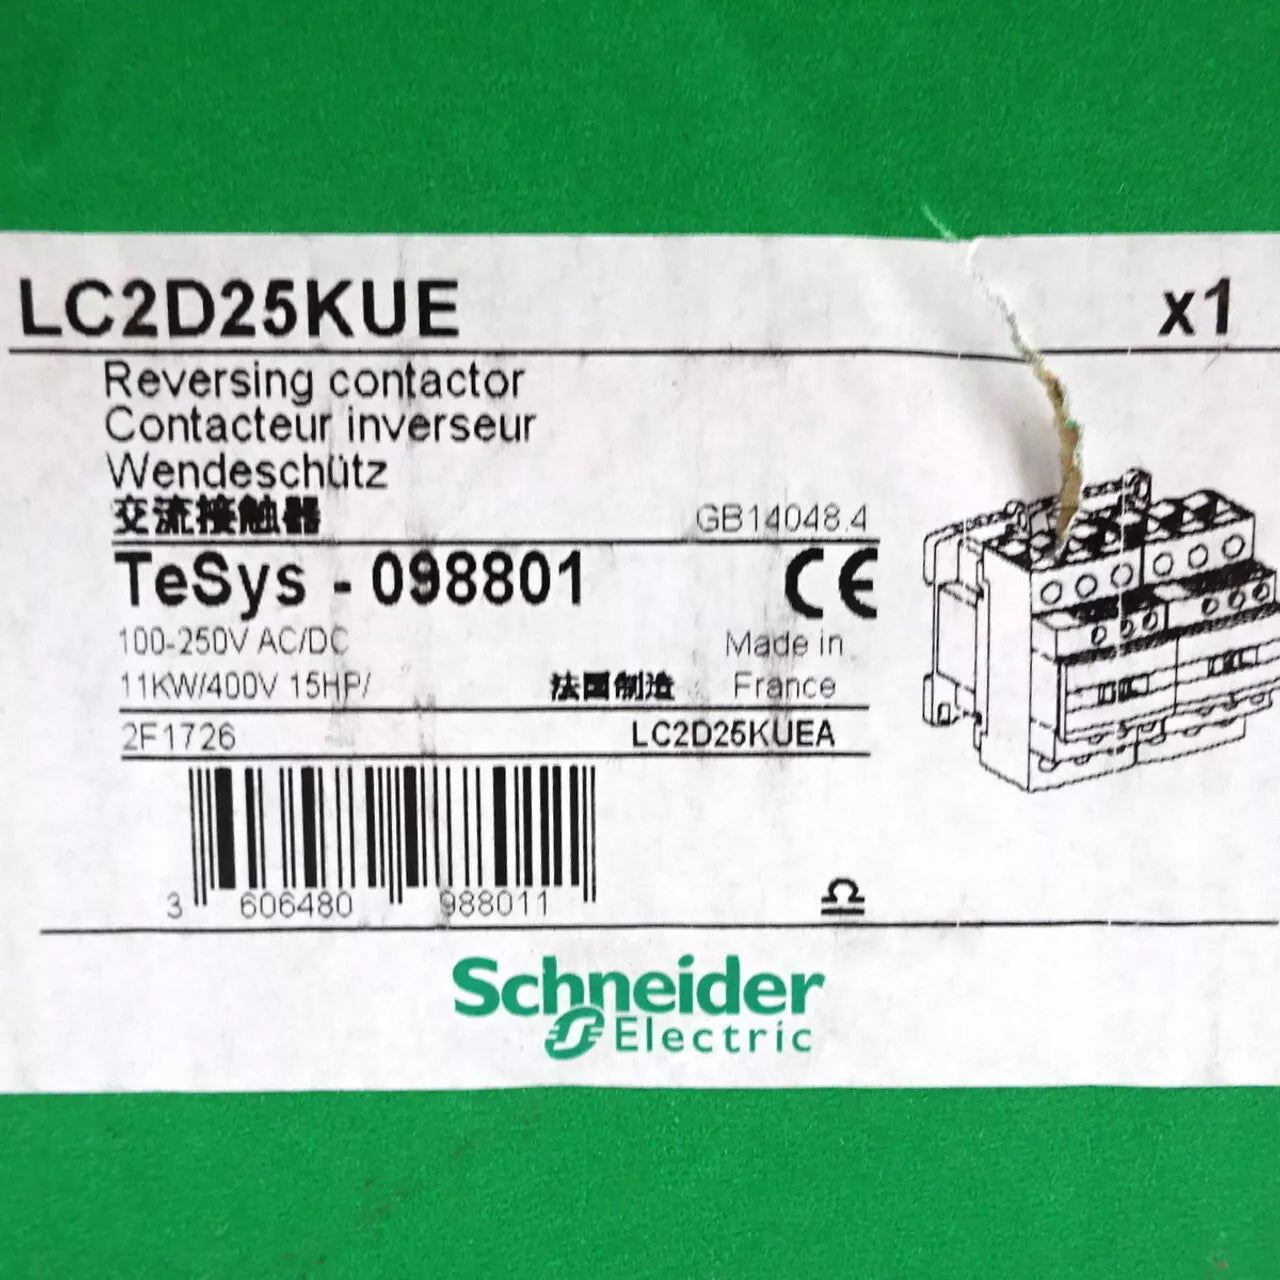 LC2D25KUE x1
Reversing contactor
Contacteur inverseur
Wendeschütz
交流接触器 GB14048.4
TeSys - 098801 CE
100-250V AC/DC Made in
11KW/400V 15HP/ 法国制造 France
2F1726 LC2D25KUEA
3 606480 988011
Schneider
Electric